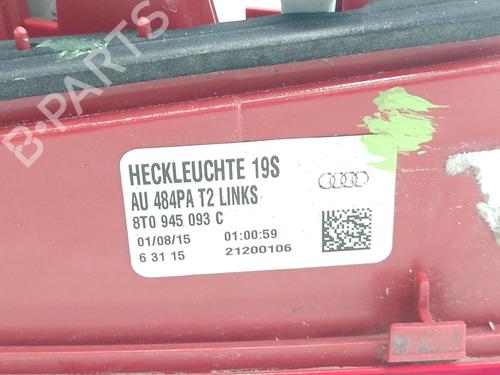 B-PARTS
HECKLEUCHTE 19S
AU 484PA T2 LINKS
8T0 945 093 C
01/08/15 01:00:59
6 31 15 21200106